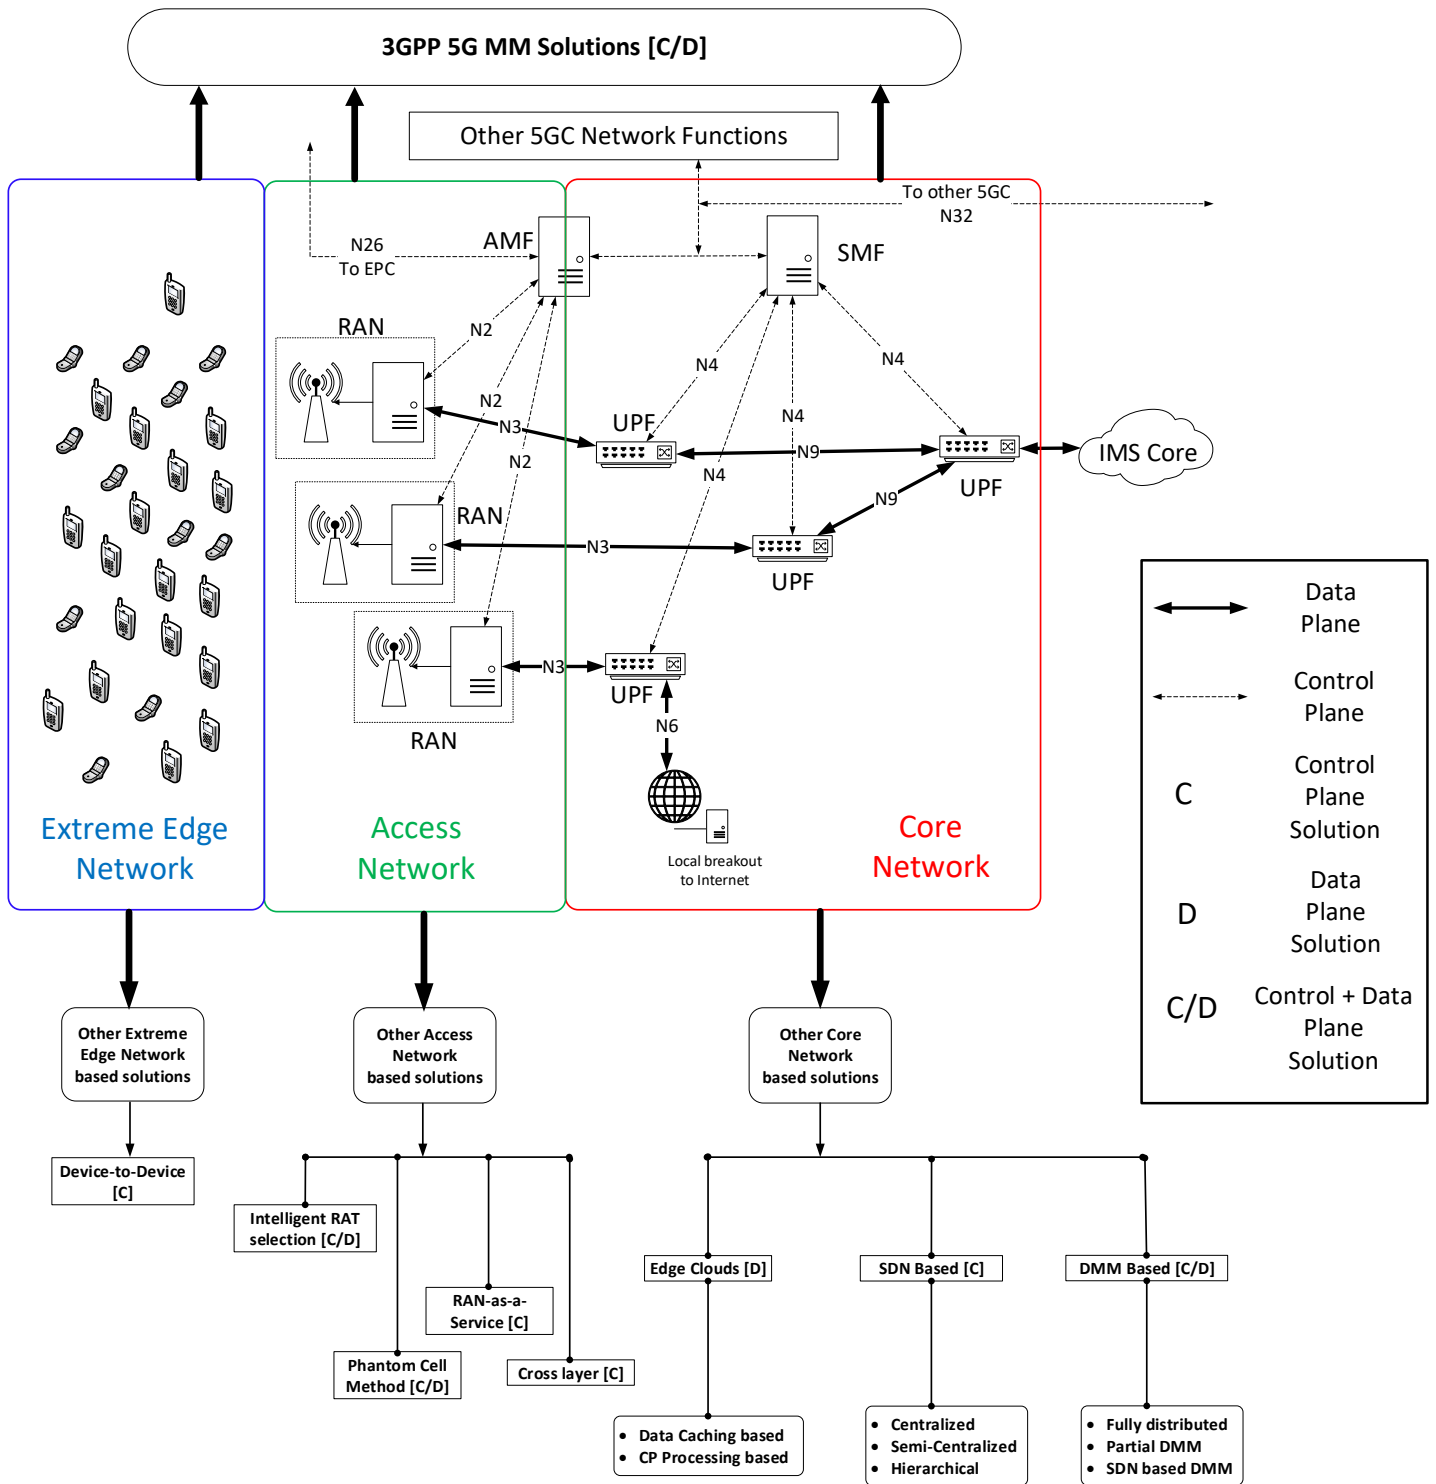 3GPP 5G MM Solutions [C/D]
Other 5GC Network Functions
To other 5GC
N32
AMF
SMF
N26
To EPC
RAN
N2
N4
N4
N2
N4
UPF
N3
N2
N9
IMS Core
N4
UPF
N9
RAN
N3
UPF
N3
UPF
N6
RAN
Local breakout
to Internet
Extreme Edge
Network
Access
Network
Core
Network
Data
Plane
Control
Plane
C
Control
Plane
Solution
D
Data
Plane
Solution
C/D
Control + Data
Plane
Solution
Other Extreme
Edge Network
based solutions
Other Access
Network
based solutions
Other Core
Network
based solutions
Device-to-Device
[C]
Intelligent RAT
selection [C/D]
RAN-as-a-
Service [C]
Phantom Cell
Method [C/D]
Cross layer [C]
Edge Clouds [D]
SDN Based [C]
DMM Based [C/D]
• Data Caching based
• CP Processing based
• Centralized
• Semi-Centralized
• Hierarchical
• Fully distributed
• Partial DMM
• SDN based DMM